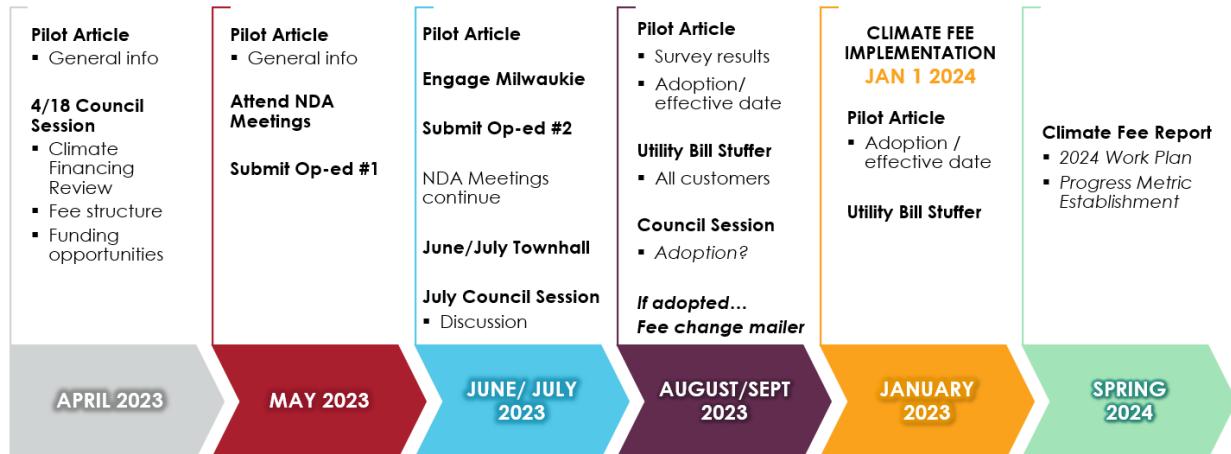 Pilot Article
▪ General info
4/18 Council
Session
▪ Climate
Financing
Review
▪ Fee structure
▪ Funding
opportunities
APRIL 2023
Pilot Article
▪ General info
Attend NDA
Meetings
Submit Op-ed #1
MAY 2023
Pilot Article
Engage Milwaukie
Submit Op-ed #2
NDA Meetings
continue
June/July Townhall
July Council Session
▪ Discussion
JUNE/ JULY
2023
Pilot Article
▪ Survey results
▪ Adoption/
effective date
Utility Bill Stuffer
▪ All customers
Council Session
▪ Adoption?
If adopted…
Fee change mailer
AUGUST/SEPT
2023
CLIMATE FEE
IMPLEMENTATION
JAN 1 2024
Pilot Article
▪ Adoption /
effective date
Utility Bill Stuffer
JANUARY
2023
Climate Fee Report
▪ 2024 Work Plan
▪ Progress Metric
Establishment
SPRING
2024